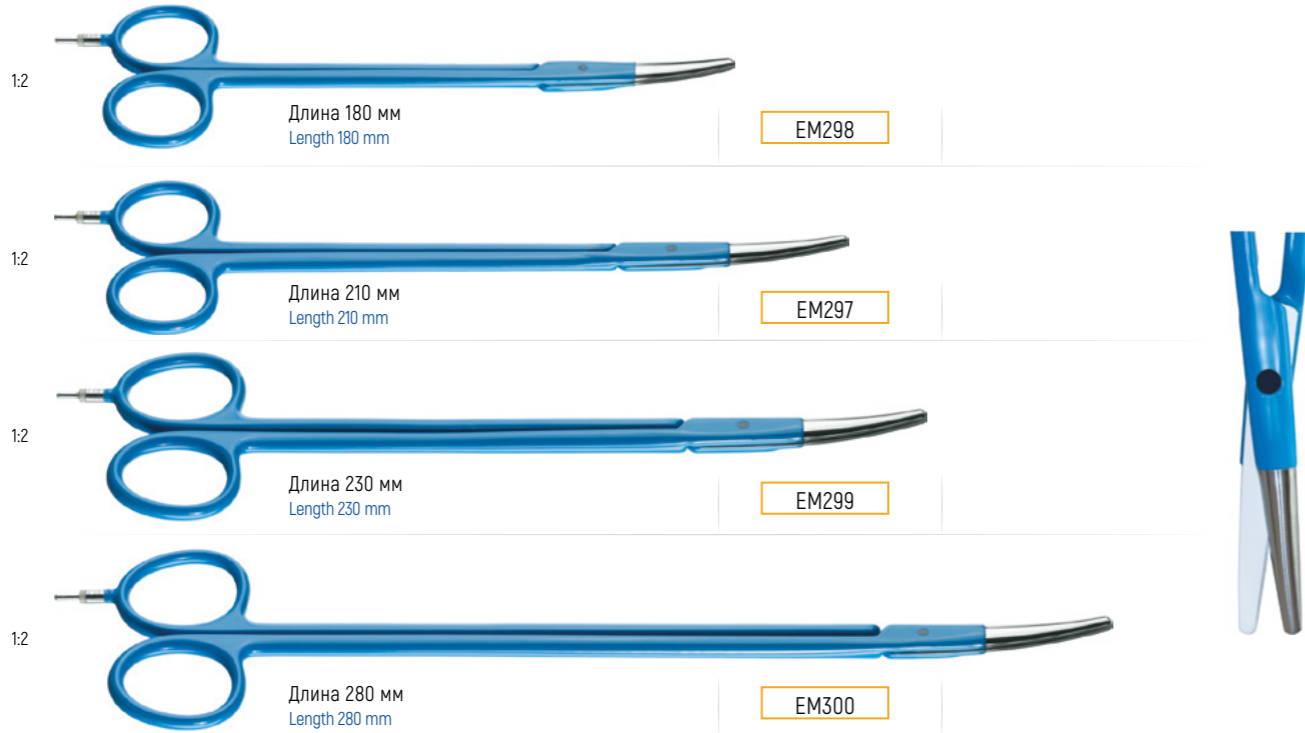 1:2
Длина 180 мм
Length 180 mm
EM298
1:2
Длина 210 мм
Length 210 mm
EM297
1:2
Длина 230 мм
Length 230 mm
EM299
1:2
Длина 280 мм
Length 280 mm
EM300